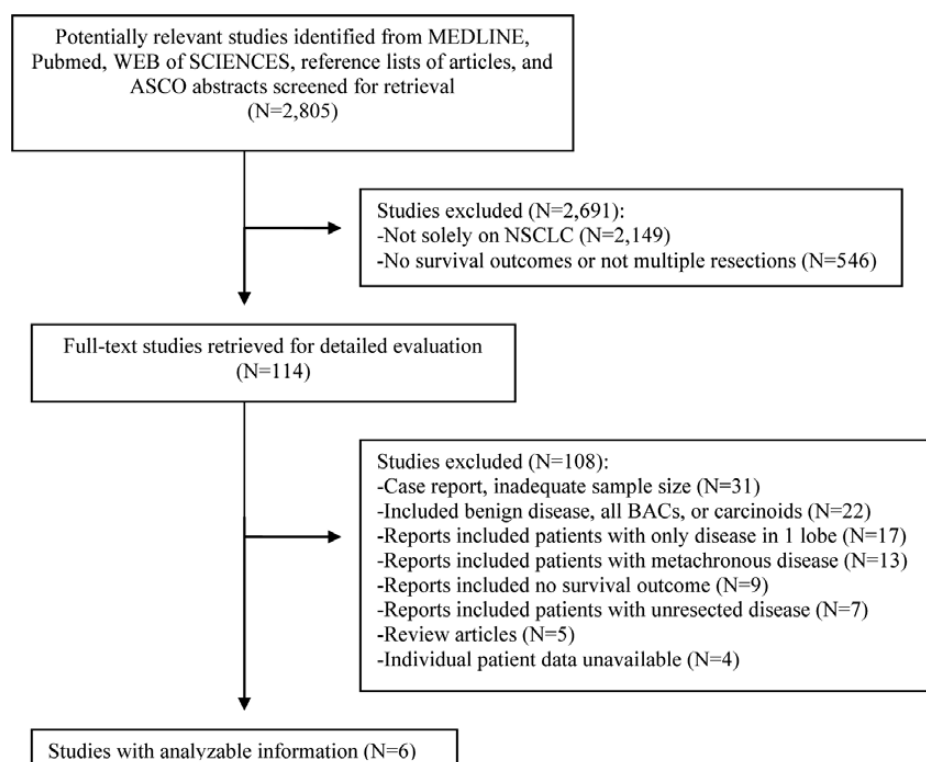 Potentially relevant studies identified from MEDLINE,
Pubmed, WEB of SCIENCES, reference lists of articles, and
ASCO abstracts screened for retrieval
(N=2,805)
Studies excluded (N=2,691):
-Not solely on NSCLC (N=2,149)
-No survival outcomes or not multiple resections (N=546)
Full-text studies retrieved for detailed evaluation
(N=114)
Studies excluded (N=108):
-Case report, inadequate sample size (N=31)
-Included benign disease, all BACs, or carcinoids (N=22)
-Reports included patients with only disease in 1 lobe (N=17)
-Reports included patients with metachronous disease (N=13)
-Reports included no survival outcome (N=9)
-Reports included patients with unresected disease (N=7)
-Review articles (N=5)
-Individual patient data unavailable (N=4)
Studies with analyzable information (N=6)